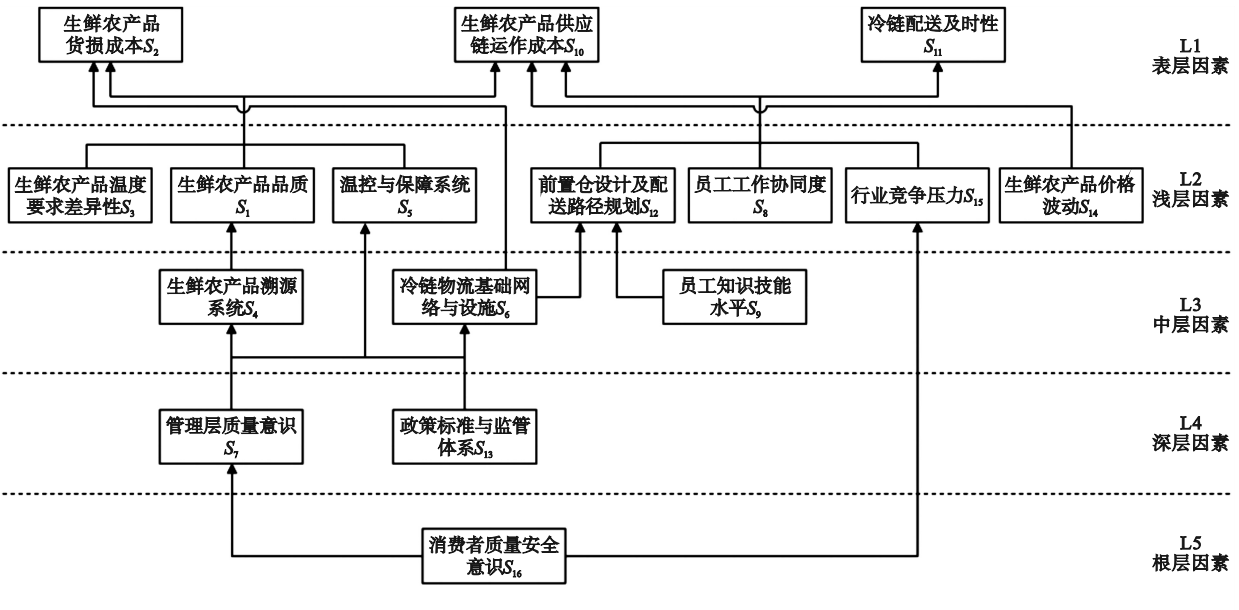 生鲜农产品
货损成本S₂
生鲜农产品供应
链运作成本S₁₀
冷链配送及时性
S₁₁
L1
表层因素
生鲜农产品温度
要求差异性S₃
生鲜农产品品质
S₁
温控与保障系统
S₅
前置仓设计及配
送路径规划S₁₂
员工工作协同度
S₈
行业竞争压力S₁₅
生鲜农产品价格
波动S₁₄
L2
浅层因素
生鲜农产品溯源
系统S₄
冷链物流基础网
络与设施S₆
员工知识技能
水平S₉
L3
中层因素
管理层质量意识
S₇
政策标准与监管
体系S₁₃
L4
深层因素
消费者质量安全
意识S₁₆
L5
根层因素